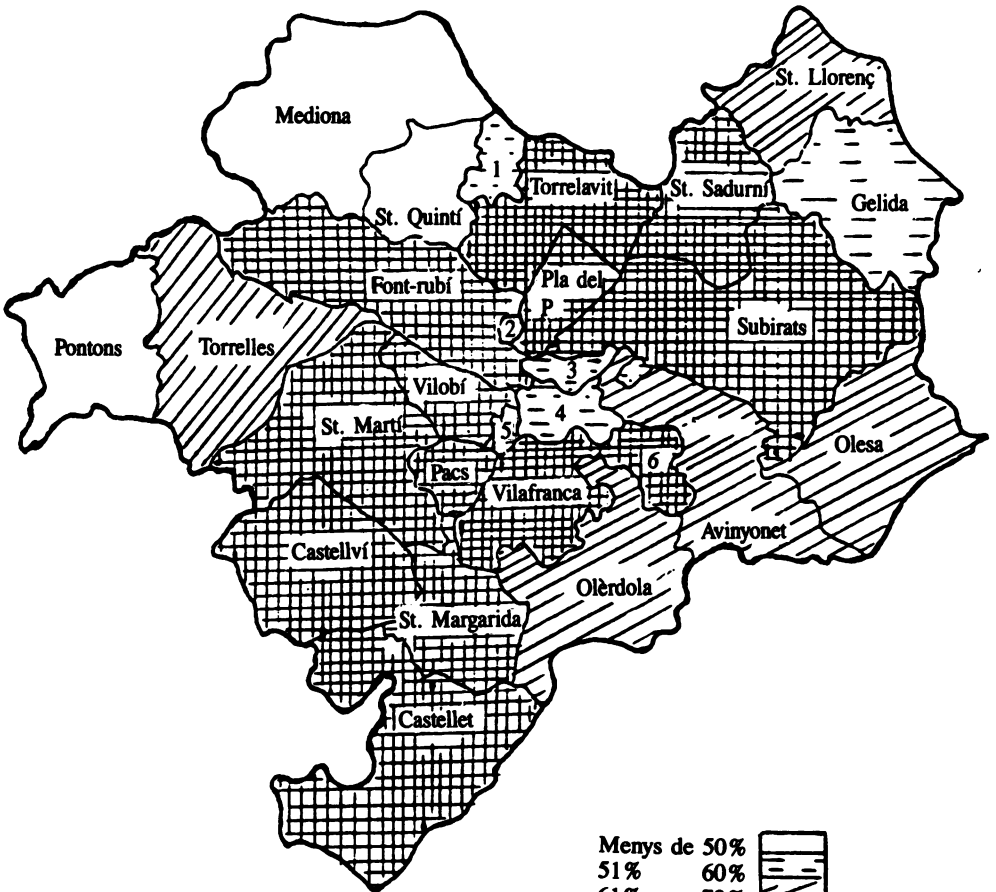 St. Llorenç
Mediona
1
Torrelavit
St. Sadurní
Gelida
St. Quintí
Font-rubí
Pla del
P
2
Subirats
Pontons
Torrelles
3
Vilobí
4
St. Martí
5
Olesa
Pacs
6
Vilafranca
Avinyonet
Castellví
Olèrdola
St. Margarida
Castellet
Menys de 50%
51% 60%